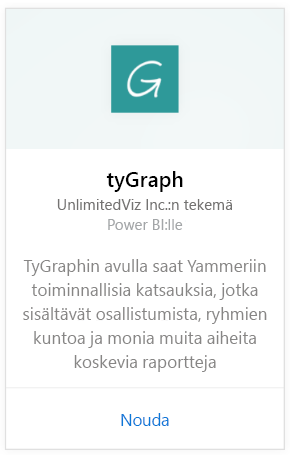 G
tyGraph
UnlimitedViz Inc.:n tekemä
Power BI:lle
TyGraphin avulla saat Yammeriin
toiminnallisia katsauksia, jotka
sisältävät osallistumista, ryhmien
kuntoa ja monia muita aiheita
koskevia raportteja
Nouda